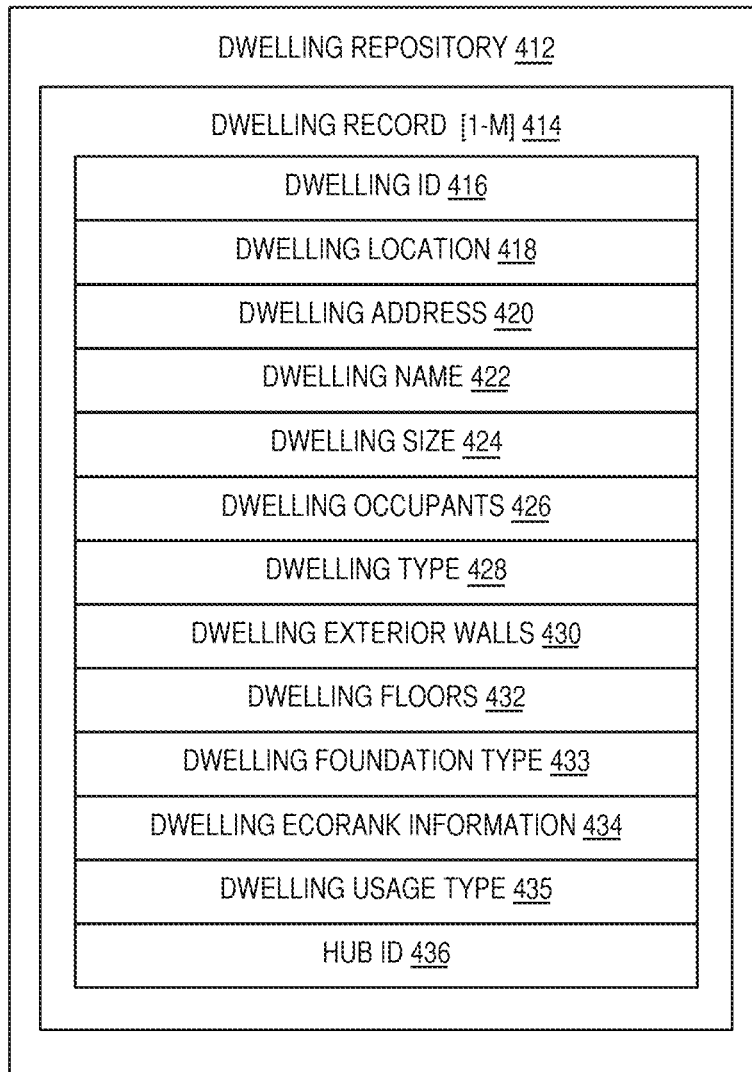 DWELLING REPOSITORY 412
DWELLING RECORD [1-M] 414
DWELLING ID 416
DWELLING LOCATION 418
DWELLING ADDRESS 420
DWELLING NAME 422
DWELLING SIZE 424
DWELLING OCCUPANTS 426
DWELLING TYPE 428
DWELLING EXTERIOR WALLS 430
DWELLING FLOORS 432
DWELLING FOUNDATION TYPE 433
DWELLING ECORANK INFORMATION 434
DWELLING USAGE TYPE 435
HUB ID 436